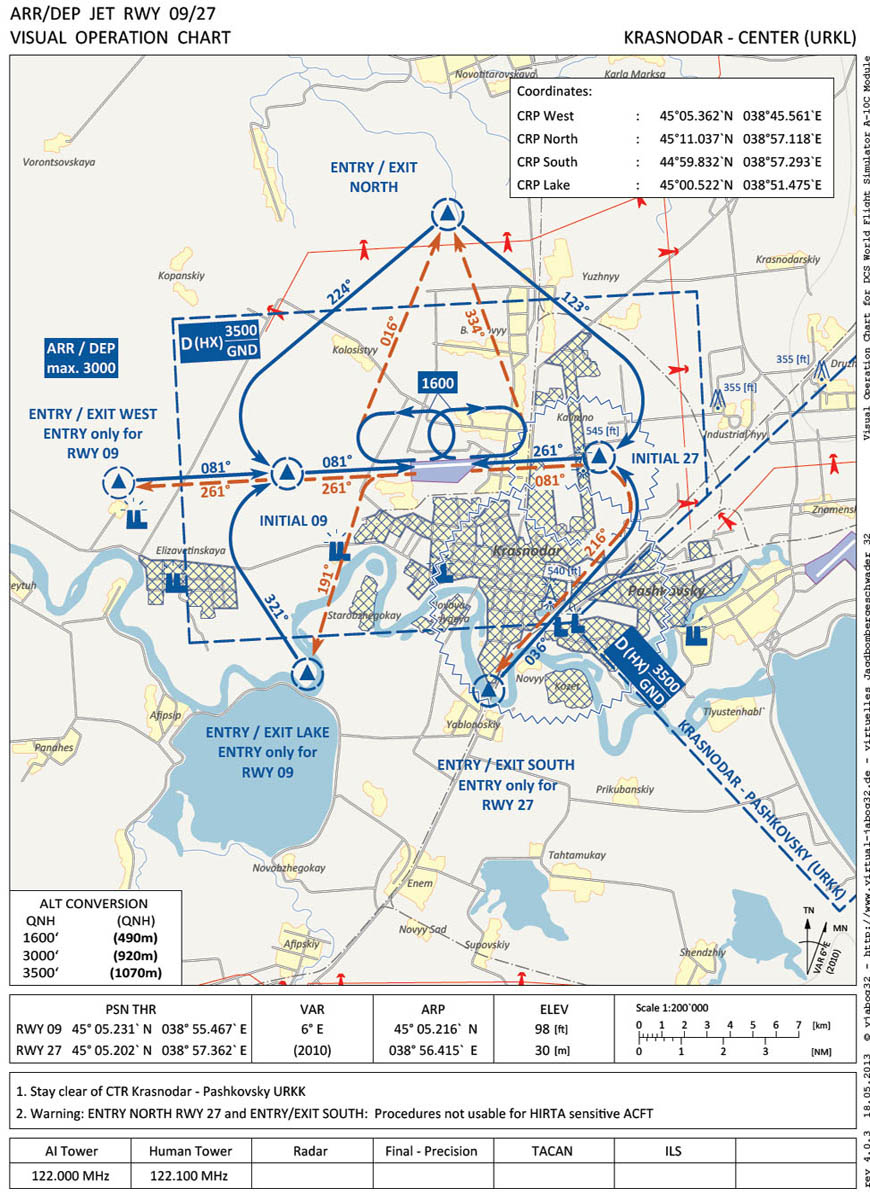 ARR/DEP JET RWY 09/27
VISUAL OPERATION CHART
KRASNODAR - CENTER (URKL)
Novotitarovskaya
Karla Marksa
Coordinates:
CRP West : 45°05.362`N 038°45.561`E
CRP North : 45°11.037`N 038°57.118`E
CRP South : 44°59.832`N 038°57.293`E
CRP Lake : 45°00.522`N 038°51.475`E
Vorontsovskaya
ENTRY / EXIT
NORTH
Kopanskiy
Yuzhnyy
Krasnodarskiy
224°
123°
016°
334°
D (HX) 3500
GND
Kolosistyy
ARR / DEP
max. 3000
1600
355 [ft]
355 [ft]
ENTRY / EXIT WEST
ENTRY only for
RWY 09
Kalinino
545 [ft]
Industrial'nyy
081°
261°
081°
261°
261°
081°
INITIAL 27
INITIAL 09
Elizavetinskaya
Krasnodar
216°
540 [ft]
191°
321°
Starobzhegokay
Pashkovsky
036°
D (HX) 3500
GND
Novyy
Kozet
Afipsip
Yablonoskiy
Tlyustenhabl`
Panahes
ENTRY / EXIT LAKE
ENTRY only for
RWY 09
ENTRY / EXIT SOUTH
ENTRY only for
RWY 27
KRASNODAR - PASHKOVSKY (URKK)
Prikubanskiy
Novobzhegokay
Tahtamukay
Enem
Novyy Sad
Afipskiy
Supovskiy
Shendzhiy
ALT CONVERSION
QNH (QNH)
1600' (490m)
3000' (920m)
3500' (1070m)
TN
MN
VAR 6°E
(2010)
PSN THR
RWY 09 45° 05.231` N 038° 55.467` E
RWY 27 45° 05.202` N 038° 57.362` E
VAR
6° E
(2010)
ARP
45° 05.216` N
038° 56.415` E
ELEV
98 [ft]
30 [m]
Scale 1:200`000
0 1 2 3 4 5 6 7 [km]
0 1 2 3 [NM]
1. Stay clear of CTR Krasnodar - Pashkovsky URKK
2. Warning: ENTRY NORTH RWY 27 and ENTRY/EXIT SOUTH: Procedures not usable for HIRTA sensitive ACFT
AI Tower Human Tower Radar Final - Precision TACAN ILS
122.000 MHz 122.100 MHz
rev 4.0.3 18.05.2013 © vjabog32 - http://www.virtual-jabog32.de - virtuelles Jagdbombergeschwader 32 Visual Operation Chart for DCS World Flight Simulator A-10C Module